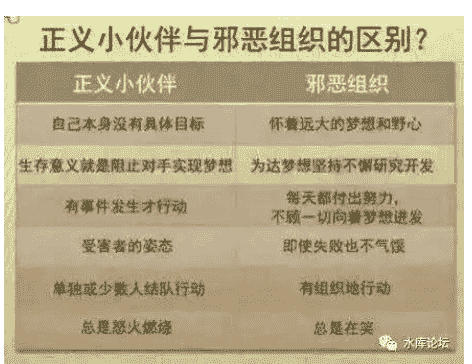 正义小伙伴与邪恶组织的区别?
正义小伙伴 邪恶组织
自己本身没有具体目标 怀着远大的梦想和野心
生存意义就是阻止对手实现梦想 为达梦想坚持不懈研究开发
有事件发生才行动 每天都付出努力,
不顾一切向着梦想进发
受害者的姿态 即使失败也不气馁
单独或少数人结队行动 有组织地行动
总是怒火燃烧 总是在笑
水库论坛